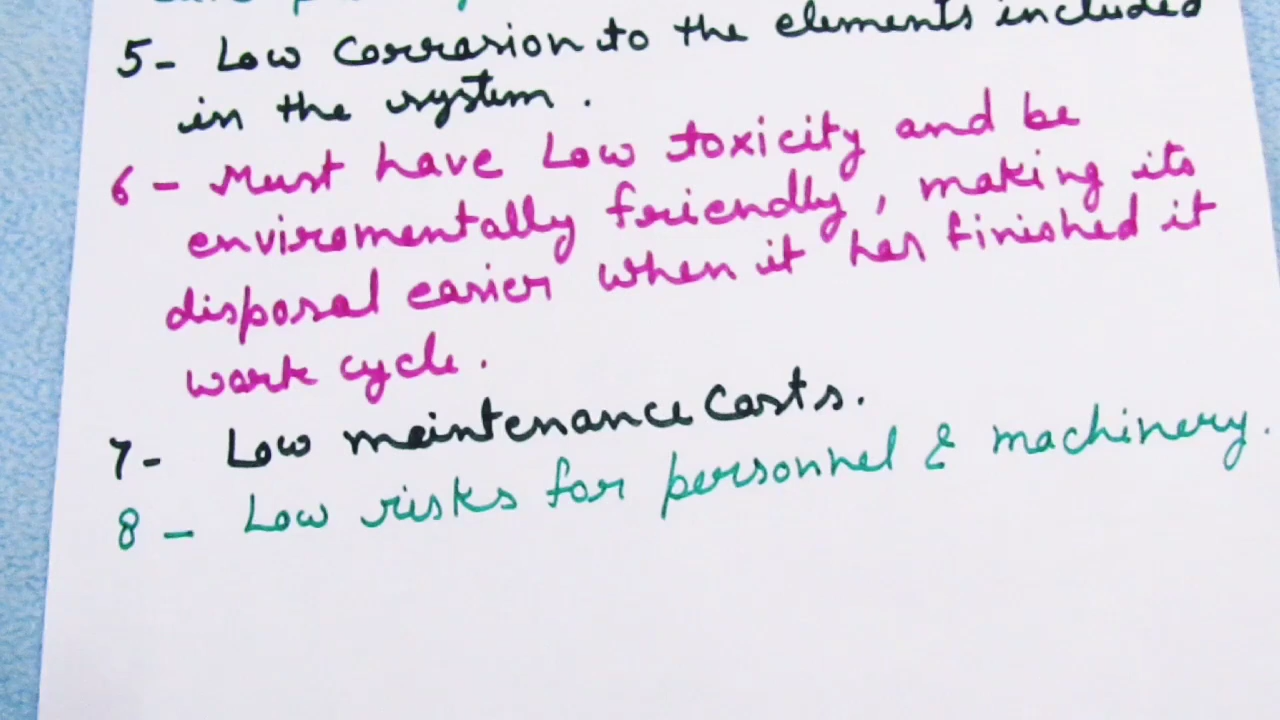 5- Low corrasion to the elements included
in the system.
6 - Must have Low toxicity and be
enviromentally friendly, making its
disposal easier when it has finished it
work cycle.
7- Low maintenance Costs.
8 - Low risks for personnel & machinery.